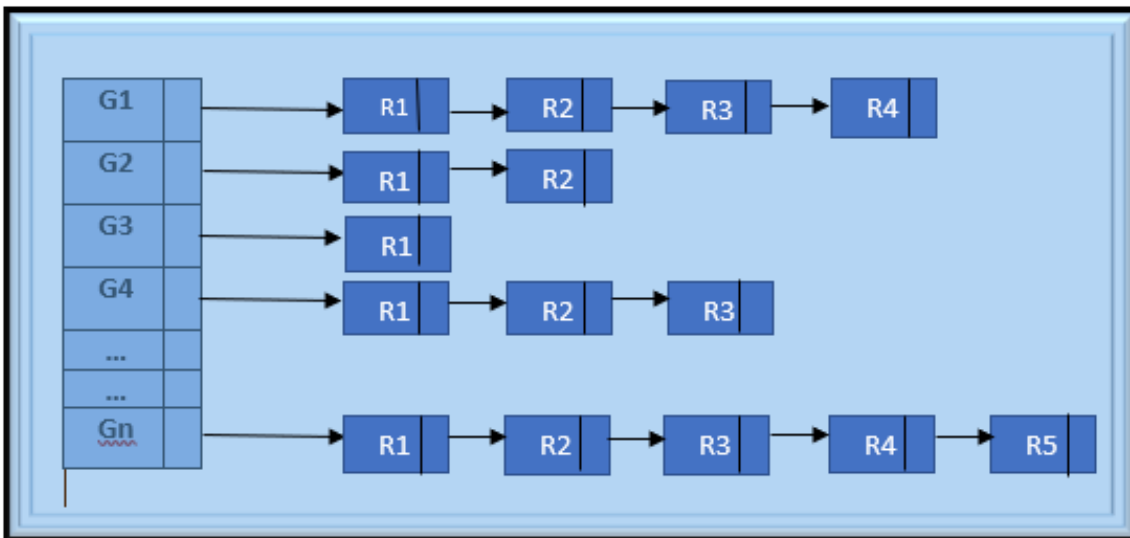 G1 R1 R2 R3 R4
G2 R1 R2
G3 R1
G4 R1 R2 R3
...
...
Gn R1 R2 R3 R4 R5